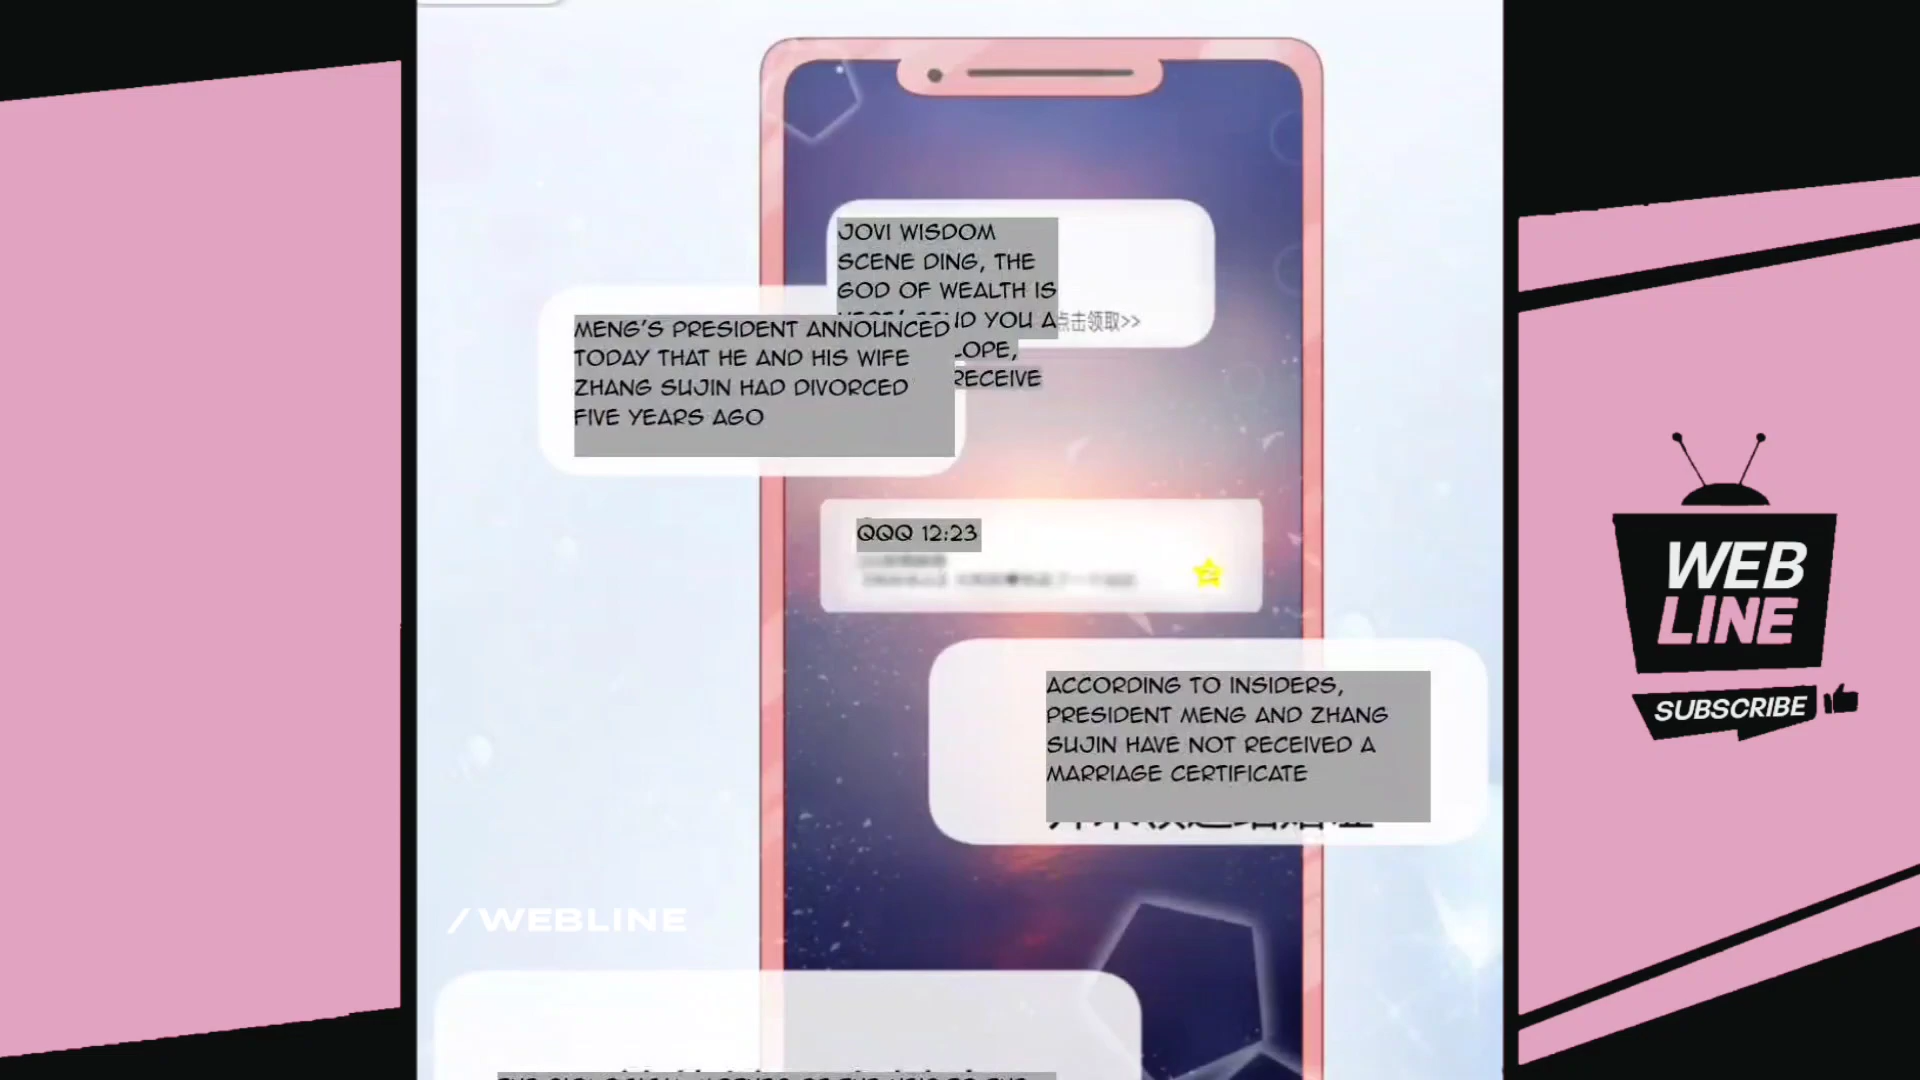 JOVI WISDOM
SCENE DING, THE
GOD OF WEALTH IS
D YOU A点击领取>>
LOPE,
RECEIVE
MENG'S PRESIDENT ANNOUNCED
TODAY THAT HE AND HIS WIFE
ZHANG SUJIN HAD DIVORCED
FIVE YEARS AGO
QQQ 12:23
ACCORDING TO INSIDERS,
PRESIDENT MENG AND ZHANG
SUJIN HAVE NOT RECEIVED A
MARRIAGE CERTIFICATE
/WEBLINE
WEB
LINE
SUBSCRIBE